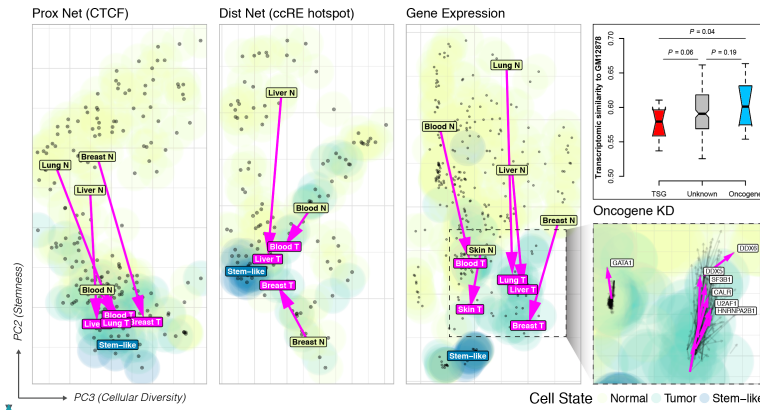 Prox Net (CTCF)
Lung N
Breast N
Liver N
Blood N
Blood T
Live
Lung T
Breast T
Stem-like
Dist Net (ccRE hotspot)
Liver N
Blood N
Blood T
Liver T
Stem-like
Breast T
Breast N
Gene Expression
Lung N
Blood N
Liver N
Breast N
Skin N
Blood T
Lung T
Liver T
Skin T
Breast T
Stem-like
Transcriptomic similarity to GM12878
0.70
0.65
0.60
0.55
0.50
P = 0.04
P = 0.06
P = 0.19
TSG
Unknown
Oncogene
Oncogene KD
GATA1
DDX6
DDX5
SF3B1
CALR
U2AF1
HNRNPA2B1
PC2 (Stemness)
PC3 (Cellular Diversity)
Cell State
Normal
Tumor
Stem-like